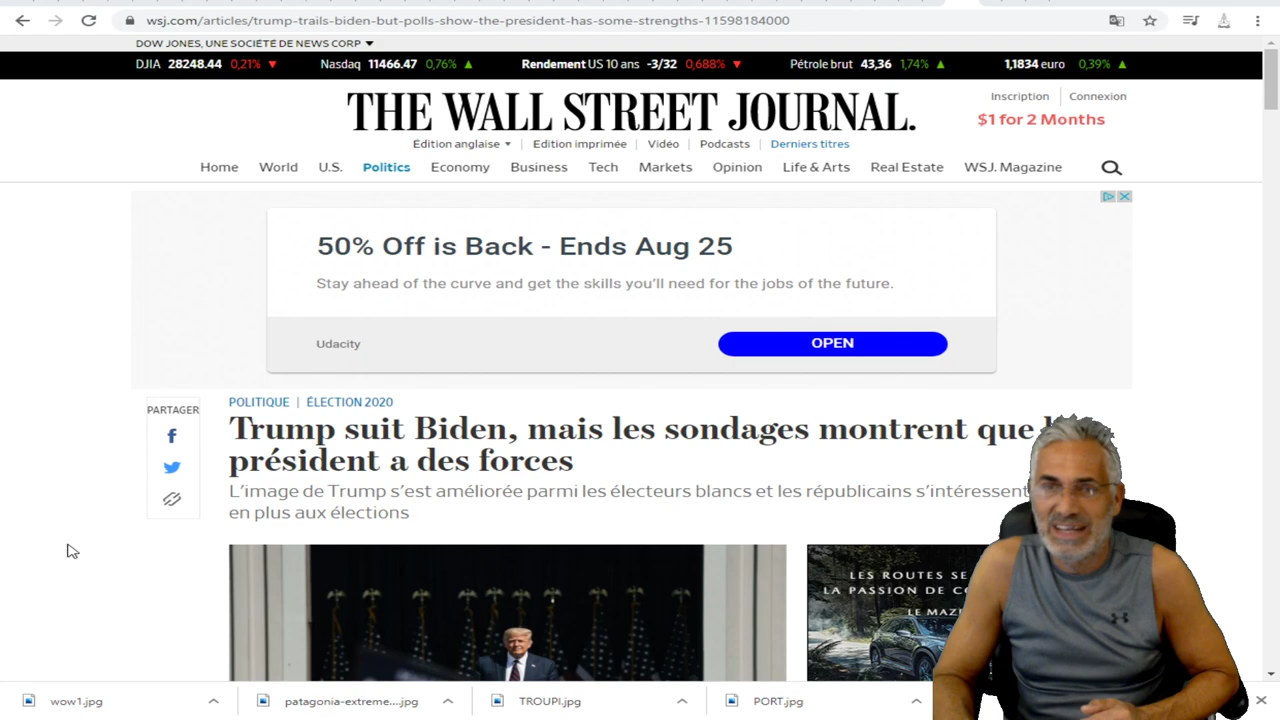 wsj.com/articles/trump-trails-biden-but-polls-show-the-president-has-some-strengths-11598184000
DOW JONES, UNE SOCIÉTÉ DE NEWS CORP
DJIA 28248.44 0,21% Nasdaq 11466.47 0,76% Rendement US 10 ans -3/32 0,688% Pétrole brut 43,36 1,74% 1,1834 euro 0,39%
THE WALL STREET JOURNAL.
Inscription Connexion
$1 for 2 Months
Édition anglaise Édition imprimée Vidéo Podcasts Derniers titres
Home World U.S. Politics Economy Business Tech Markets Opinion Life & Arts Real Estate WSJ. Magazine
50% Off is Back - Ends Aug 25
Stay ahead of the curve and get the skills you'll need for the jobs of the future.
Udacity OPEN
PARTAGER
POLITIQUE | ÉLECTION 2020
Trump suit Biden, mais les sondages montrent que
président a des forces
L'image de Trump s'est améliorée parmi les électeurs blancs et les républicains s'intéressent
en plus aux élections
LES ROUTES
LA PASSION DE
LE
wow1.jpg patagonia-extreme....jpg TROUPI.jpg PORT.jpg